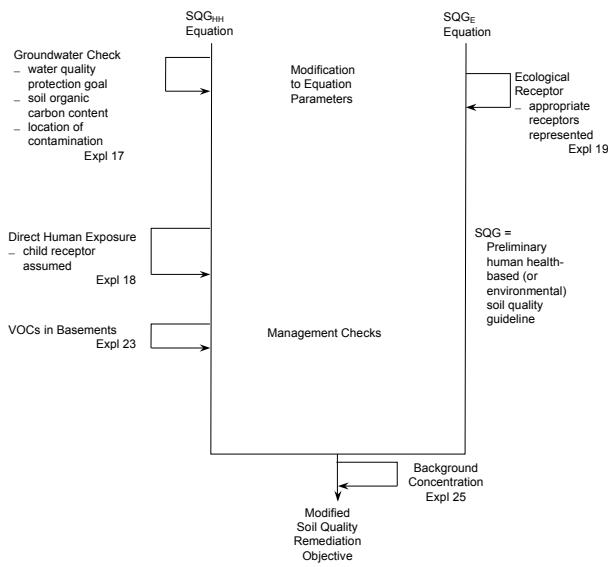 SQGHH
Equation
SQGE
Equation
Groundwater Check
– water quality
protection goal
– soil organic
carbon content
– location of
contamination
Expl 17
Modification
to Equation
Parameters
Ecological
Receptor
– appropriate
receptors
represented
Expl 19
Direct Human Exposure
– child receptor
assumed
Expl 18
SQG =
Preliminary
human health-
based (or
environmental)
soil quality
guideline
VOCs in Basements
Expl 23
Management Checks
Background
Concentration
Expl 25
Modified
Soil Quality
Remediation
Objective